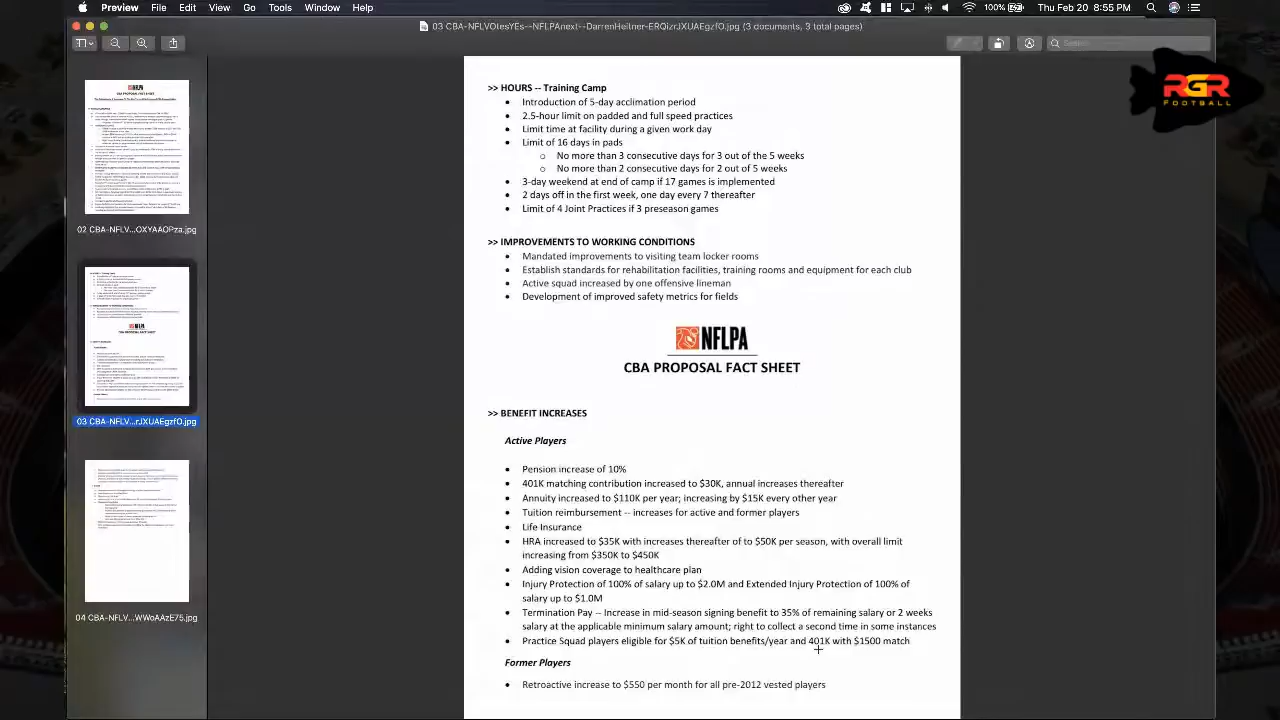 Preview File Edit View Go Tools Window Help 100% Thu Feb 20 8:55 PM
03 CBA-NFLVOtesYEs--NFLPAnext--DarrenHeitner-ERQizrJXUAEgzfO.jpg (3 documents, 3 total pages)
Search
RGR
FOOTBALL
02 CBA-NFLV...OXYAAOPza.jpg
03 CBA-NFLV...rJXUAEgzfO.jpg
04 CBA-NFLV...WWoAAzE75.jpg
>> HOURS -- Training Camp
• Introduction of 5-day acclimation period
• 2.5 hour limit on padded and full speed practices
• Limit on facility during a given work day
• Limit of 16 days in pads
No more than 3 consecutive days for 3 out of the 5 weeks
No more than 2 consecutive days for 2 out of 5 weeks
• 3-day weekend at end of camp if 17 games is implemented
• 2 days off in the first week, one day every 7 thereafter
• Limit of 4 Joint Practices if 3 preseason games
>> IMPROVEMENTS TO WORKING CONDITIONS
• Mandated improvements to visiting team locker rooms
• Joint standards for rehabilitation facilities, training rooms and equipment for each club
• Position increased by one offensive lineman
• Development of improved safety metrics for fields
NFLPA
CBA PROPOSAL FACT SHEET
>> BENEFIT INCREASES
Active Players
• Pension increase of 10%
• 401K matching contribution increased to $30k, annual increases thereafter
increased to $110K per year, increasing by $15K every other year
Tuition reimbursement -- increases for active and former players
Life insurance
• HRA increased to $35K with increases thereafter of to $50K per season, with overall limit
increasing from $350K to $450K
• Adding vision coverage to healthcare plan
• Injury Protection of 100% of salary up to $2.0M and Extended Injury Protection of 100% of
salary up to $1.0M
• Termination Pay -- Increase in mid-season signing benefit to 35% of remaining salary or 2 weeks
salary at the applicable minimum salary amount; right to collect a second time in some instances
• Practice Squad players eligible for $5K of tuition benefits/year and 401K with $1500 match
Former Players
• Retroactive increase to $550 per month for all pre-2012 vested players